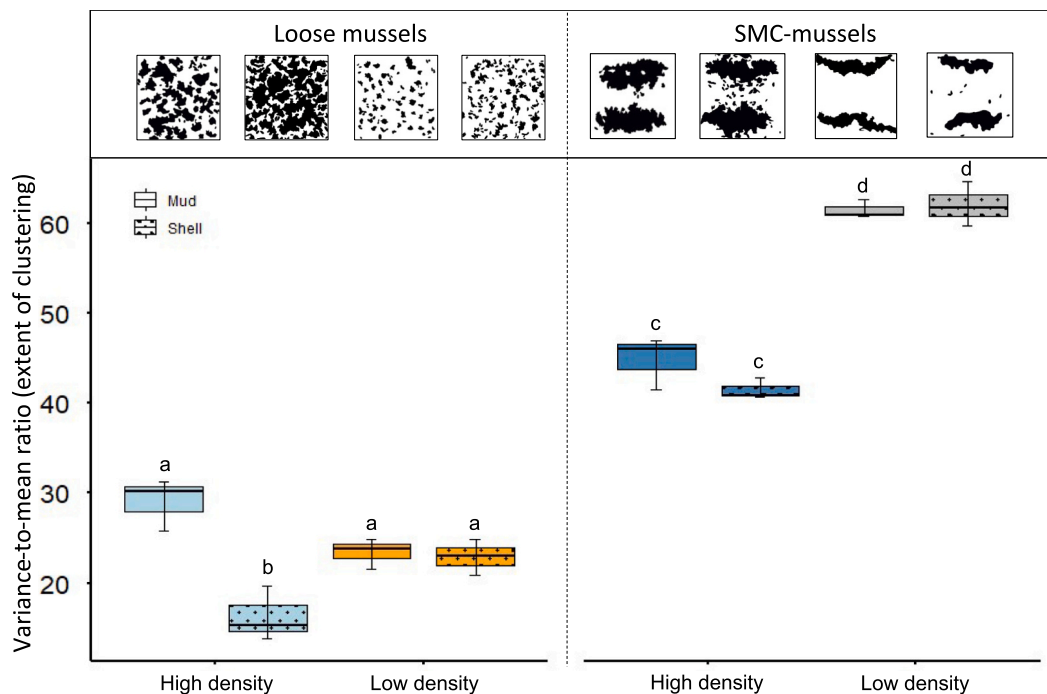 Loose mussels
SMC-mussels
Variance-to-mean ratio (extent of clustering)
Mud
Shell
60
50
40
30
20
a
b
a
a
c
c
d
d
High density
Low density
High density
Low density